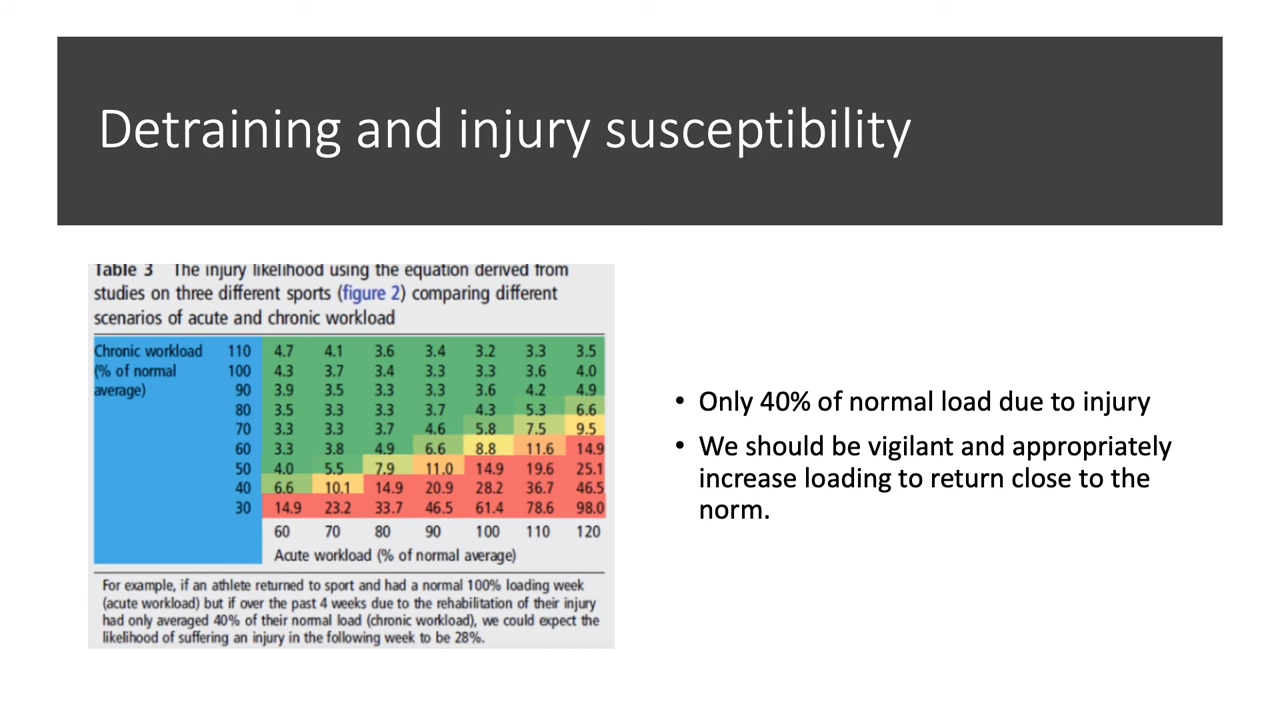 Detraining and injury susceptibility
Table 3 The injury likelihood using the equation derived from
studies on three different sports (figure 2) comparing different
scenarios of acute and chronic workload
Chronic workload 110 4.7 4.1 3.6 3.4 3.2 3.3 3.5
(% of normal 100 4.3 3.7 3.4 3.3 3.3 3.6 4.0
average) 90 3.9 3.5 3.3 3.3 3.6 4.2 4.9
80 3.5 3.3 3.3 3.7 4.3 5.3 6.6
70 3.3 3.3 3.7 4.6 5.8 7.5 9.5
60 3.3 3.8 4.9 6.6 8.8 11.6 14.9
50 4.0 5.5 7.9 11.0 14.9 19.6 25.1
40 6.6 10.1 14.9 20.9 28.2 36.7 46.5
30 14.9 23.2 33.7 46.5 61.4 78.6 98.0
60 70 80 90 100 110 120
Acute workload (% of normal average)
For example, if an athlete returned to sport and had a normal 100% loading week
(acute workload) but if over the past 4 weeks due to the rehabilitation of their injury
had only averaged 40% of their normal load (chronic workload), we could expect the
likelihood of suffering an injury in the following week to be 28%.
• Only 40% of normal load due to injury
• We should be vigilant and appropriately
increase loading to return close to the
norm.